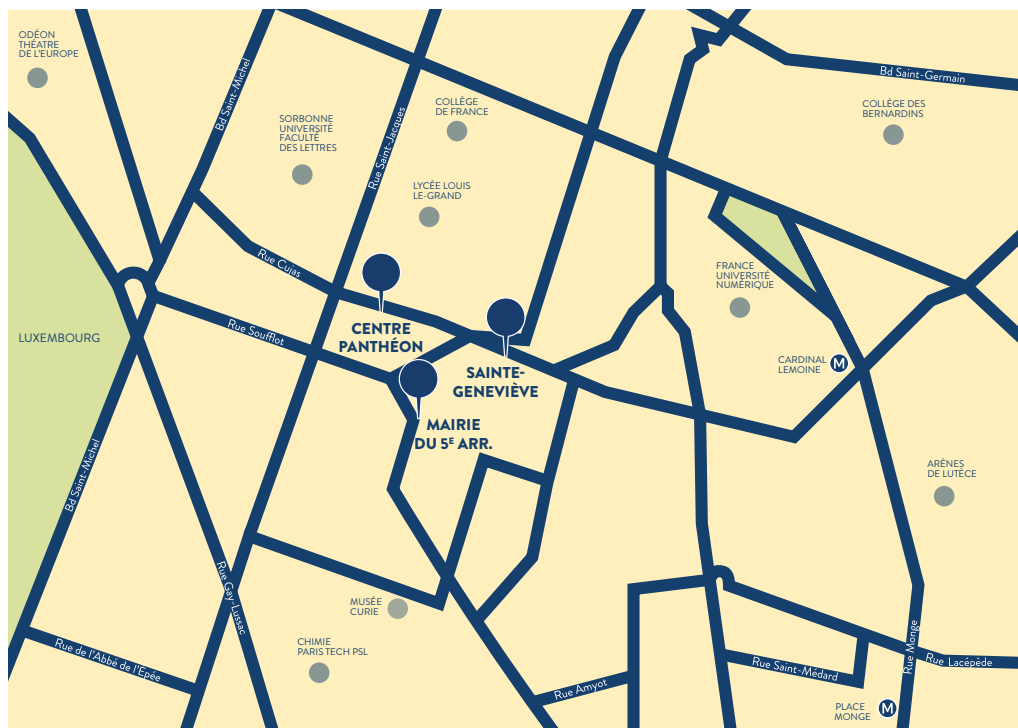 ODÉON
THÉATRE
DE L'EUROPE
Bd Saint-Michel
SORBONNE
UNIVERSITÉ
FACULTÉ
DES LETTRES
Rue Saint-Jacques
COLLÈGE
DE FRANCE
LYCÉE LOUIS
LE-GRAND
Bd Saint-Germain
COLLÈGE DES
BERNARDINS
Rue Cujas
FRANCE
UNIVERSITÉ
NUMÉRIQUE
LUXEMBOURG
Rue Soufflot
CENTRE
PANTHÉON
SAINTE-
GENEVIÈVE
CARDINAL
LEMOINE
M
MAIRIE
DU 5E ARR.
Bd Saint-Michel
ARÈNES
DE LUTÈCE
Rue Gay-Lussac
MUSÉE
CURIE
CHIMIE
PARIS TECH PSL
Rue de l'Abbé de l'Epée
Rue Amyot
Rue Saint-Médard
Rue Monge
Rue Lacépède
PLACE
MONGE
M